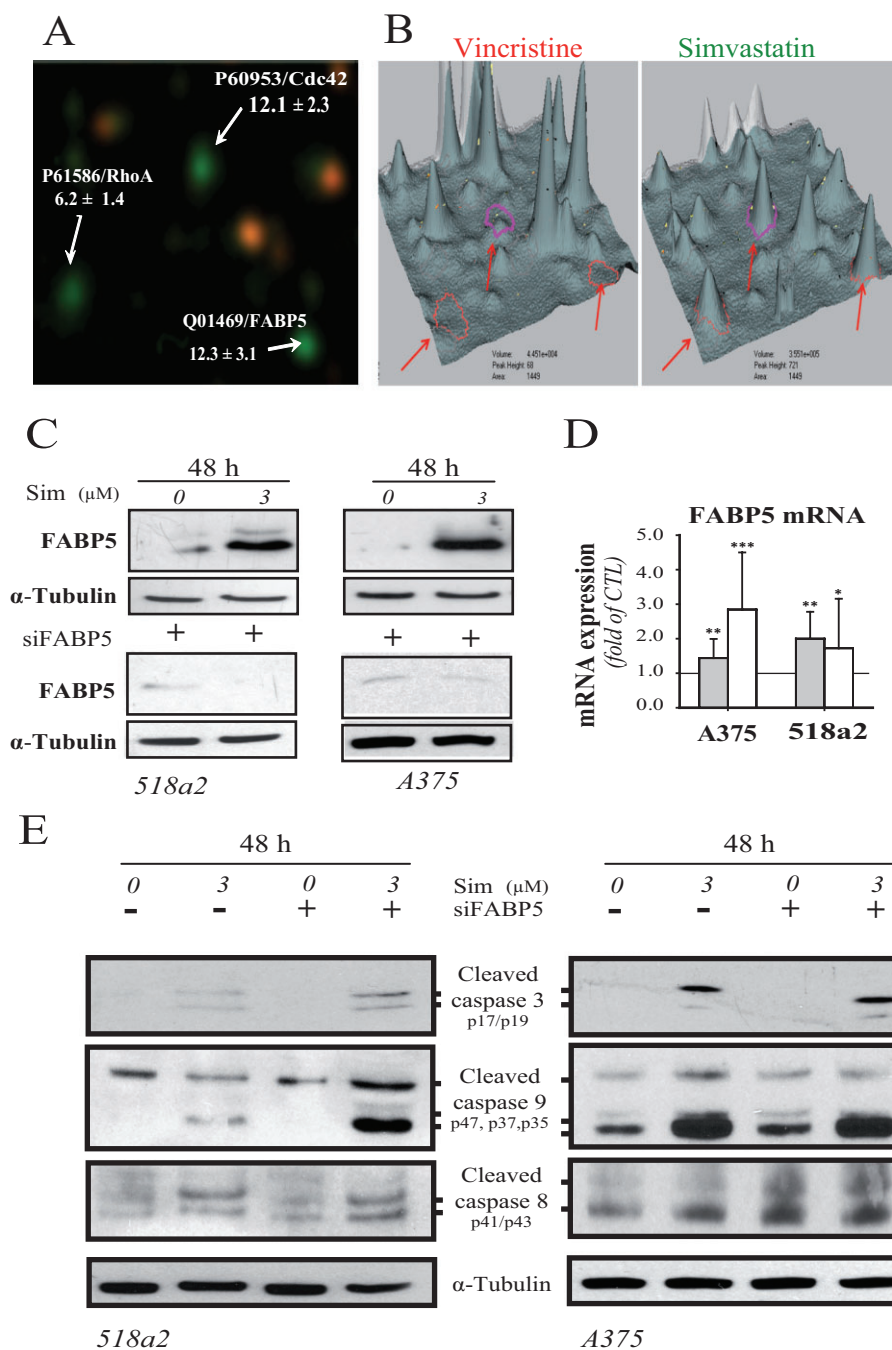 A
P60953/Cdc42
12.1 ± 2.3
P61586/RhoA
6.2 ± 1.4
Q01469/FABP5
12.3 ± 3.1
B
Vincristine
Simvastatin
Volume: 4.451e+004
Peak Height: 68
Area: 1449
Volume: 3.551e+005
Peak Height: 721
Area: 1449
C
48 h
48 h
Sim (μM)
0 3
0 3
FABP5
α-Tubulin
siFABP5
+ +
+ +
FABP5
α-Tubulin
518a2
A375
D
FABP5 mRNA
mRNA expression
(fold of CTL)
5.0
4.0
3.0
2.0
1.0
0.0
**
***
**
*
A375
518a2
E
48 h
48 h
0 3 0 3
Sim (μM)
0 3 0 3
- - + +
siFABP5
- - + +
Cleaved
caspase 3
p17/p19
Cleaved
caspase 9
p47, p37,p35
Cleaved
caspase 8
p41/p43
α-Tubulin
518a2
A375